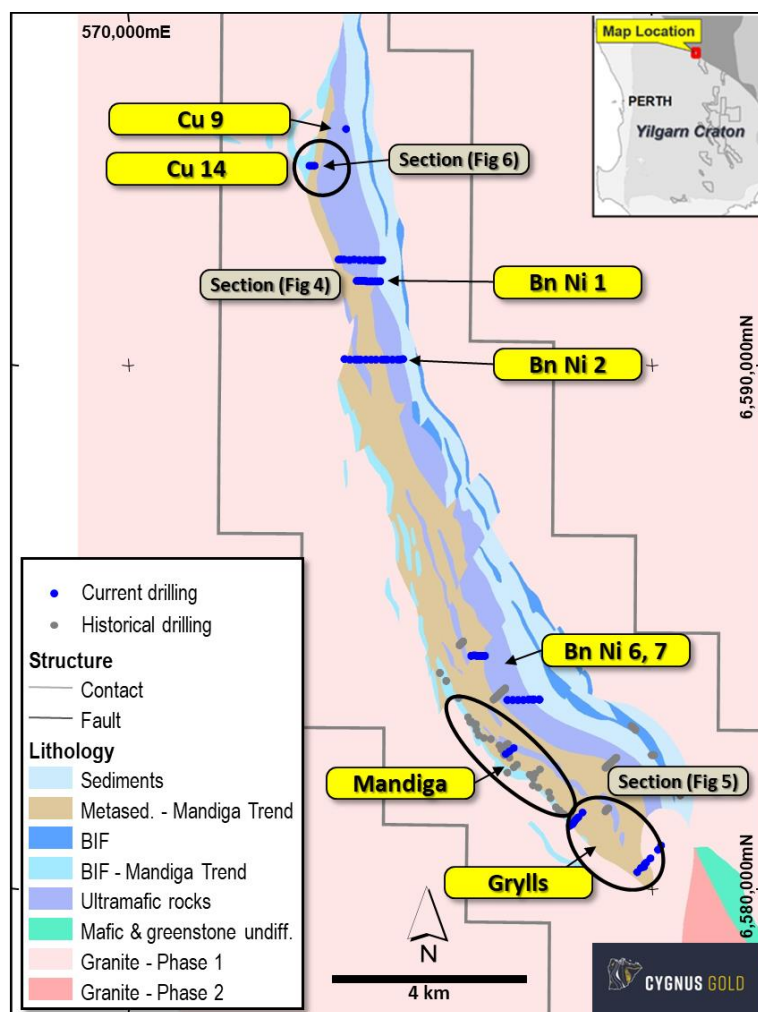 570,000mE
Map Location
PERTH
Yilgarn Craton
Cu 9
Section (Fig 6)
Cu 14
Section (Fig 4)
Bn Ni 1
Bn Ni 2
6,590,000mN
Current drilling
Historical drilling
Structure
Contact
Fault
Lithology
Sediments
Metased. - Mandiga Trend
BIF
BIF - Mandiga Trend
Ultramafic rocks
Mafic & greenstone undiff.
Granite - Phase 1
Granite - Phase 2
Bn Ni 6, 7
Mandiga
Section (Fig 5)
Grylls
6,580,000mN
N
4 km
CYGNUS GOLD